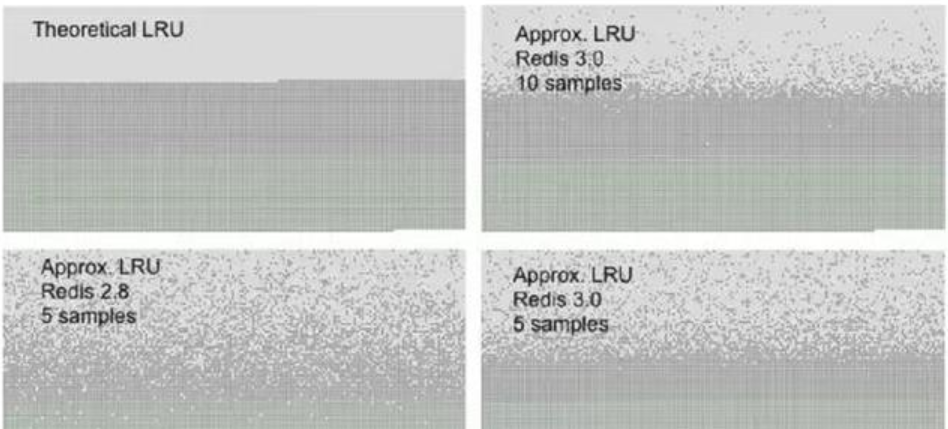 Theoretical LRU
Approx. LRU
Redis 3.0
10 samples
Approx. LRU
Redis 2.8
5 samples
Approx. LRU
Redis 3.0
5 samples